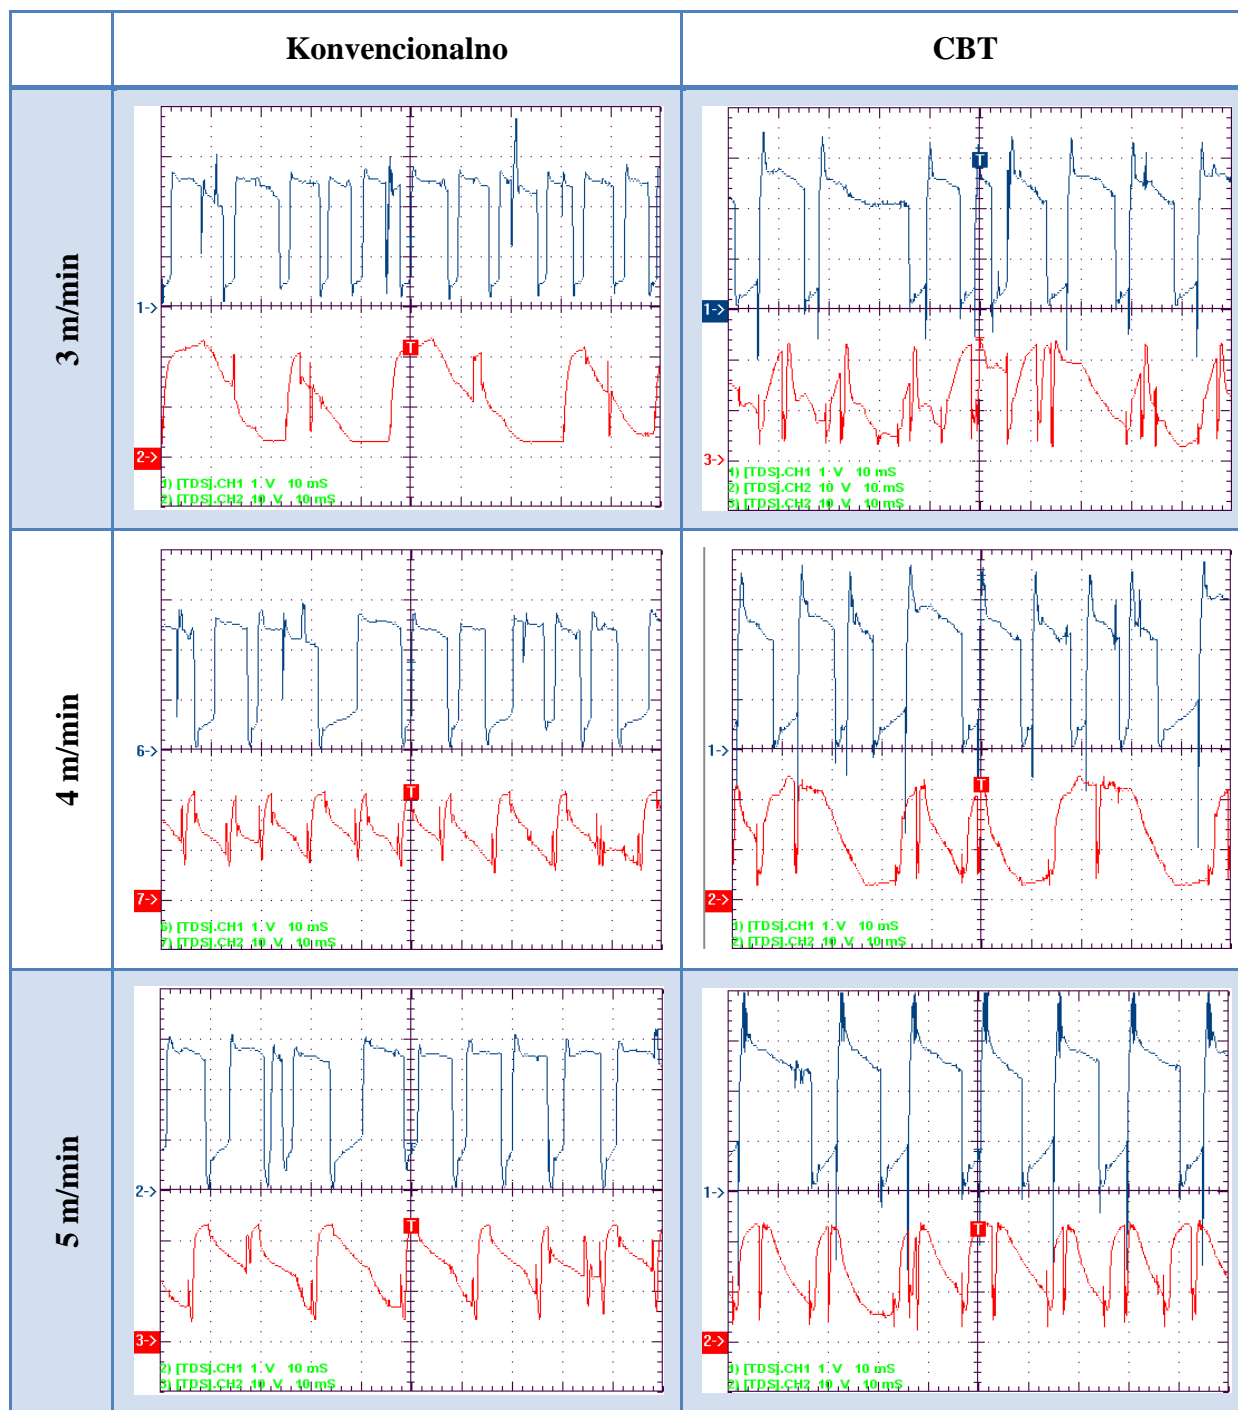 Konvencionalno
CBT
3 m/min
T
1->
2->
1) [TDS].CH1 1. V 10 mS
2) [TDS].CH2 10 V 10 mS
T
1->
T
3->
1) [TDS].CH1 1. V 10 mS
2) [TDS].CH2 10 V 10 mS
3) [TDS].CH2 10 V 10 mS
4 m/min
6->
T
7->
6) [TDS].CH1 1. V 10 mS
7) [TDS].CH2 10 V 10 mS
1->
T
2->
1) [TDS].CH1 1. V 10 mS
2) [TDS].CH2 10 V 10 mS
5 m/min
2->
T
3->
2) [TDS].CH1 1. V 10 mS
3) [TDS].CH2 10 V 10 mS
1->
T
2->
1) [TDS].CH1 1. V 10 mS
2) [TDS].CH2 10 V 10 mS